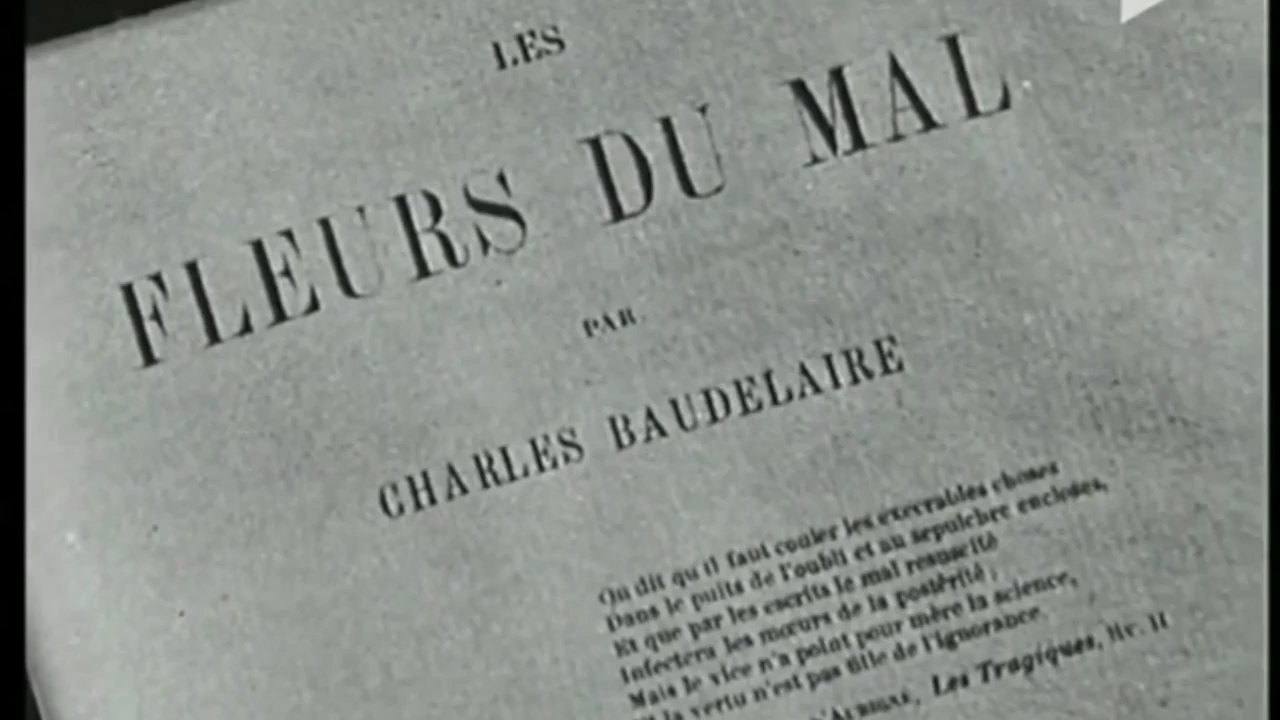 LES
FLEURS DU MAL
PAR
CHARLES BAUDELAIRE
On dit qu'il faut couler les execrables choses
Dans le puits de l'oubli et au sepulchre encloses,
Et que par les escrits le mal resuscité
Infectera les mœurs de la postérité;
Mais le vice n'a point pour mère la science,
la vertu n'est pas fille de l'ignorance.
D'AUBIGNÉ, Les Tragiques, liv. II